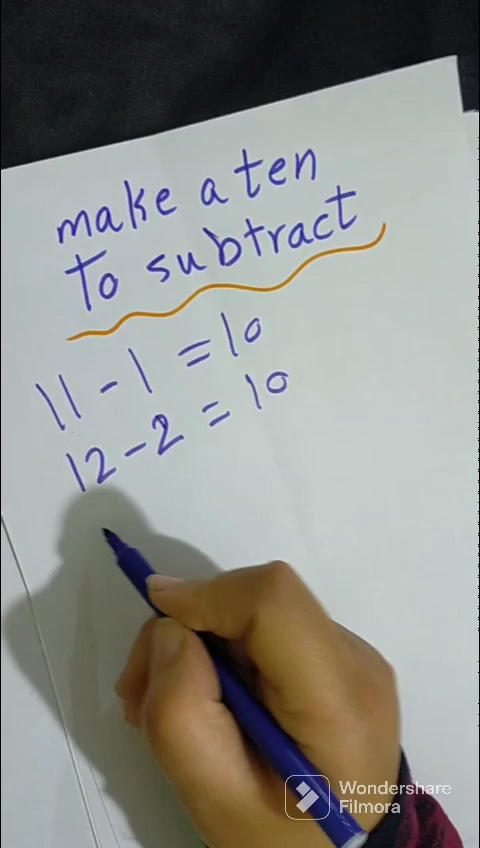 make a ten
To subtract
11 - 1 = 10
12 - 2 = 10
Wondershare
Filmora